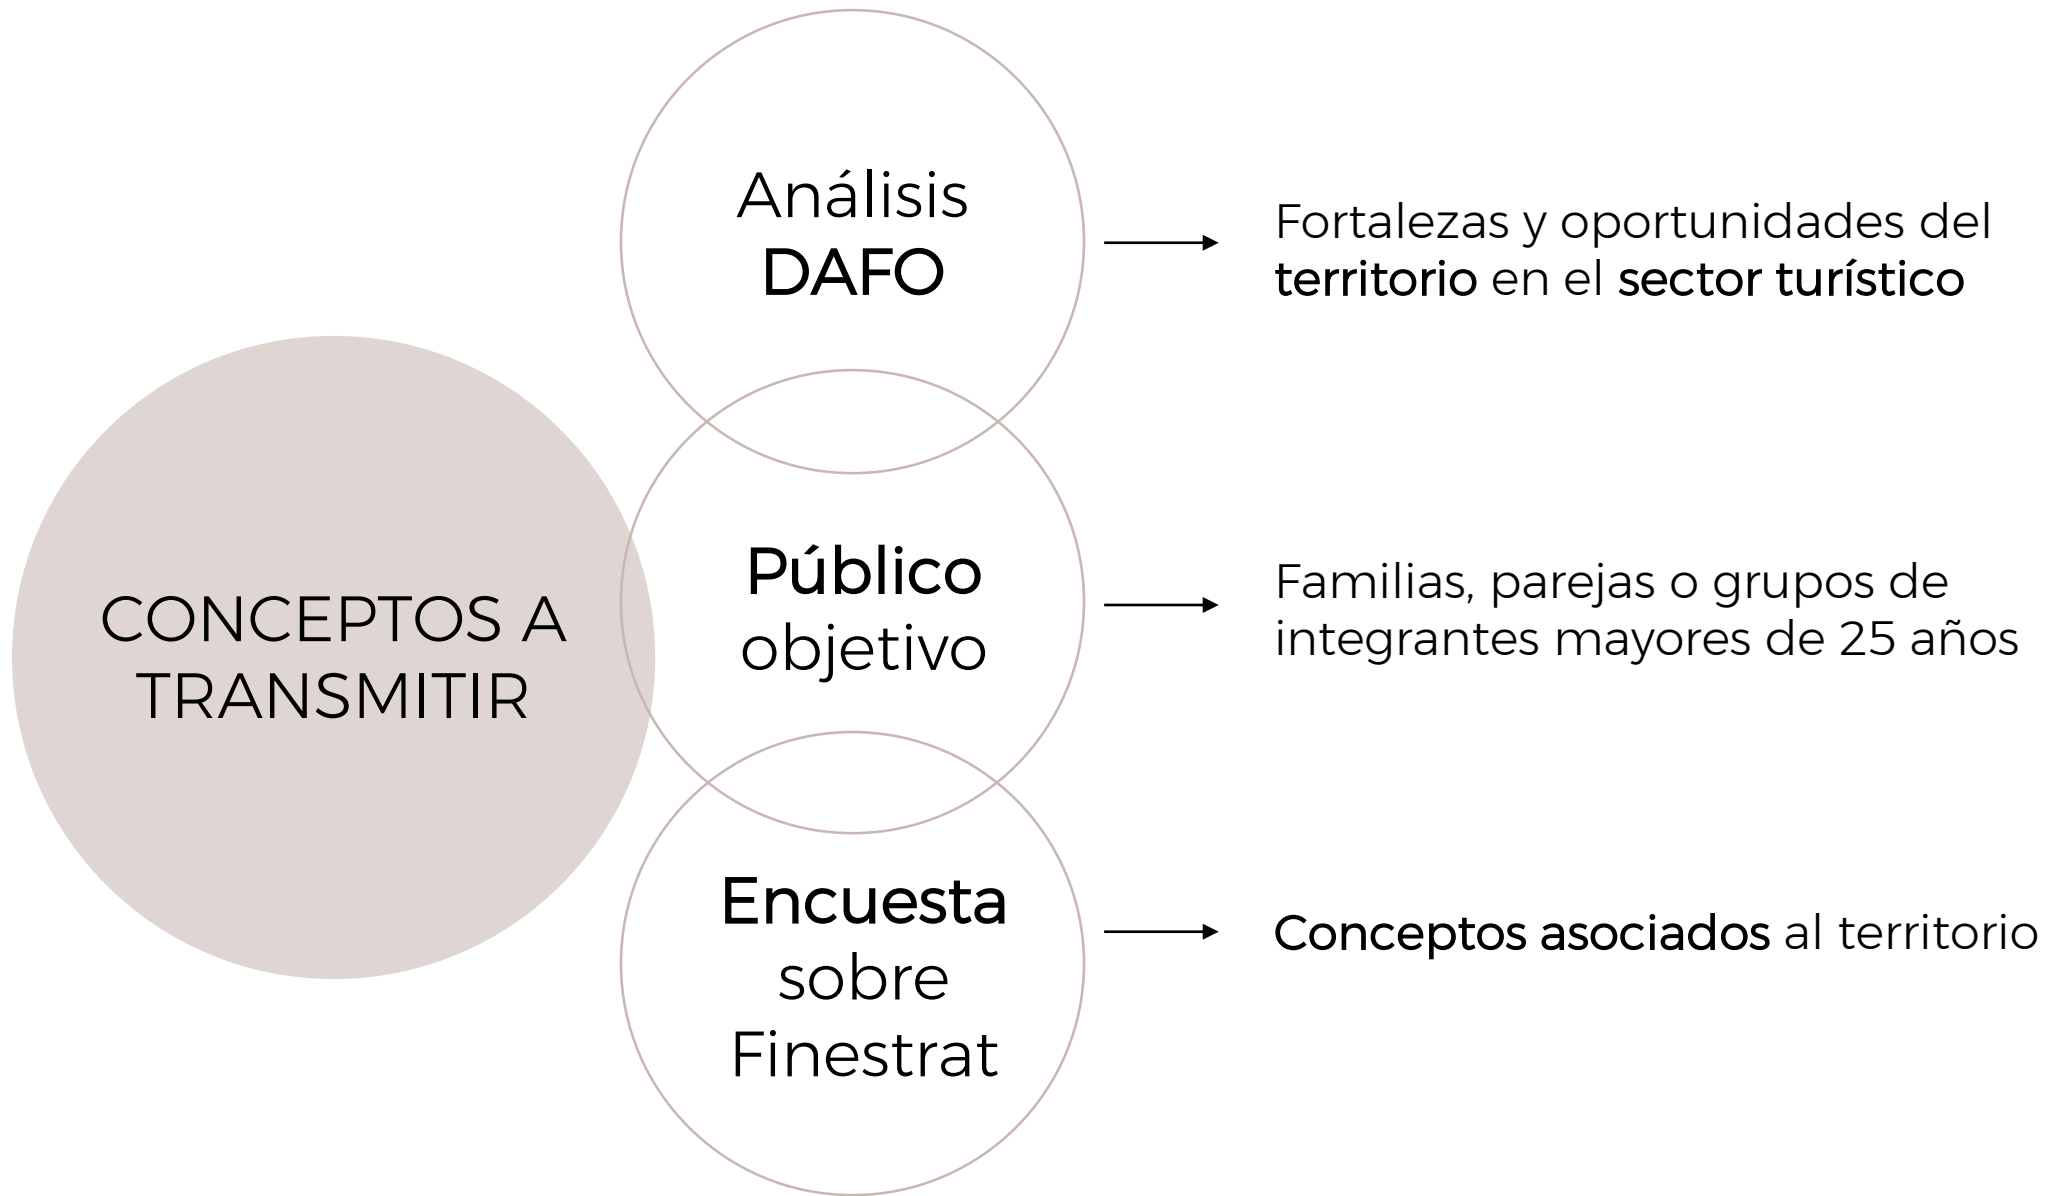 CONCEPTOS A
TRANSMITIR
Análisis
DAFO
Fortalezas y oportunidades del
territorio en el sector turístico
Público
objetivo
Familias, parejas o grupos de
integrantes mayores de 25 años
Encuesta
sobre
Finestrat
Conceptos asociados al territorio